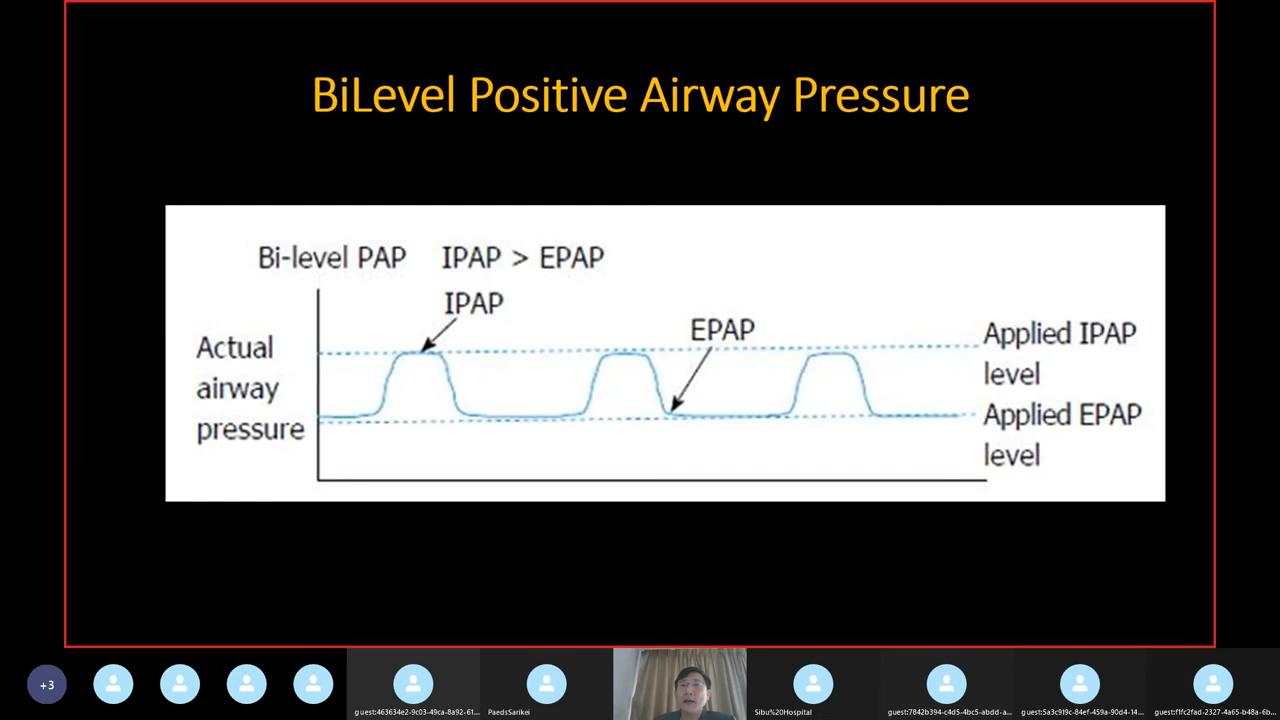 BiLevel Positive Airway Pressure
Bi-level PAP IPAP > EPAP
IPAP
EPAP
Actual
airway
pressure
Applied IPAP
level
Applied EPAP
level
+3
guest:463634e2-9c03-49ca-8a92-61...
PaedsSarikei
Sibu%20Hospital
guest:7842b394-c4d5-4bc5-abdd-a...
guest:5a3c919c-84ef-459a-90d4-14...
guest:f1fc2fad-2327-4a65-b48a-6b...